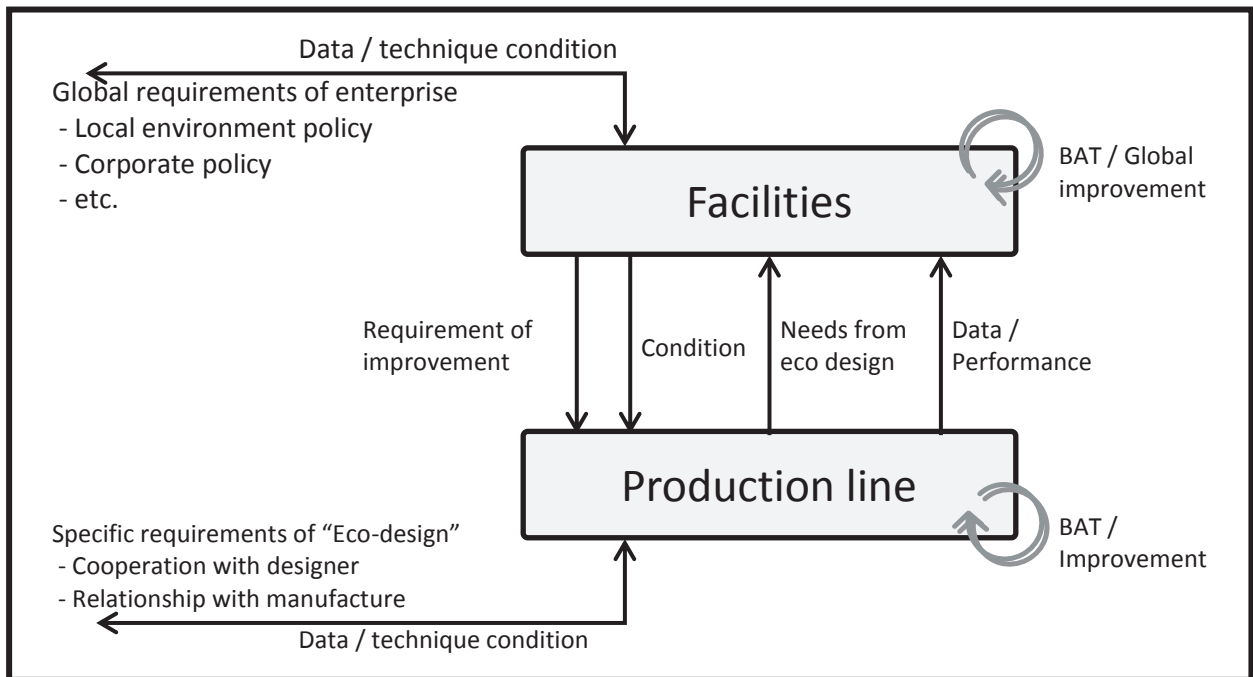 Data / technique condition
Global requirements of enterprise
- Local environment policy
- Corporate policy
- etc.
Facilities
BAT / Global
improvement
Requirement of
improvement
Condition
Needs from
eco design
Data /
Performance
Production line
Specific requirements of “Eco-design”
- Cooperation with designer
- Relationship with manufacture
BAT /
Improvement
Data / technique condition